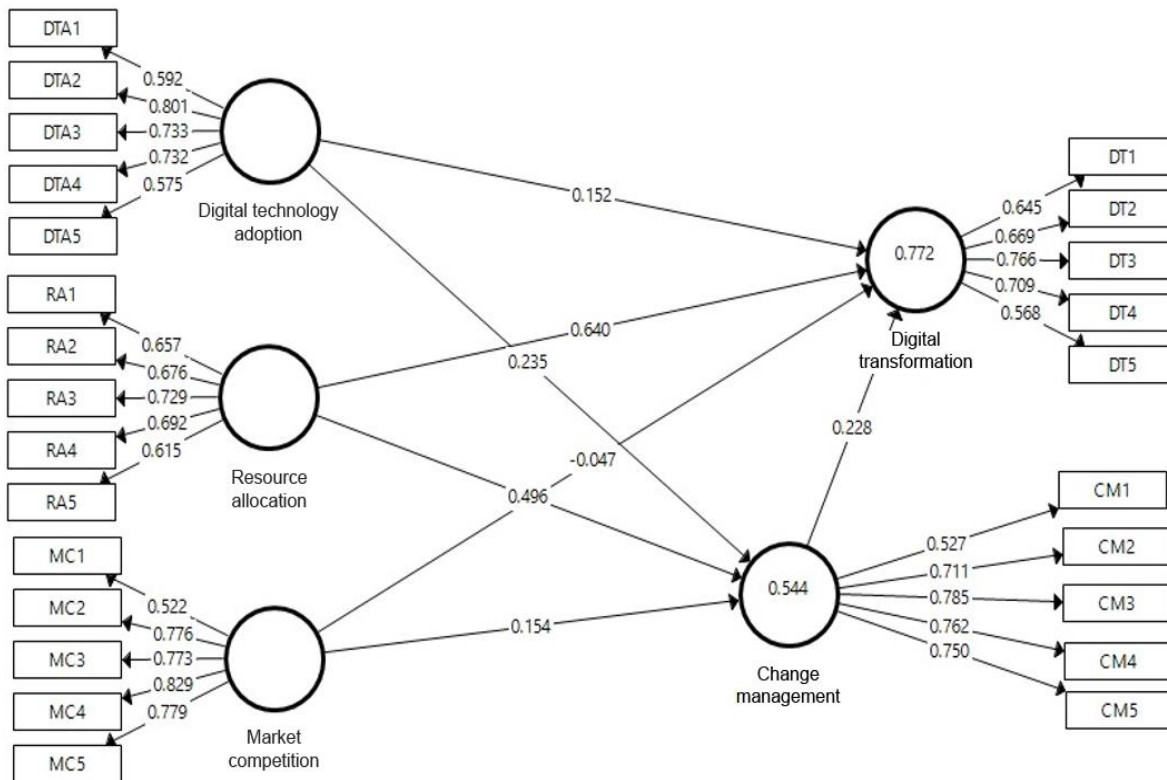 DTA1
0.592
DTA2
0.801
DTA3
0.733
DTA4
0.732
DTA5
0.575
Digital technology
adoption
RA1
0.657
RA2
0.676
RA3
0.729
RA4
0.692
RA5
0.615
Resource
allocation
MC1
0.522
MC2
0.776
MC3
0.773
MC4
0.829
MC5
0.779
Market
competition
0.152
0.640
0.235
-0.047
0.496
0.154
0.228
0.772
Digital
transformation
DT1
0.645
DT2
0.669
DT3
0.766
DT4
0.709
DT5
0.568
0.544
Change
management
CM1
0.527
CM2
0.711
CM3
0.785
CM4
0.762
CM5
0.750